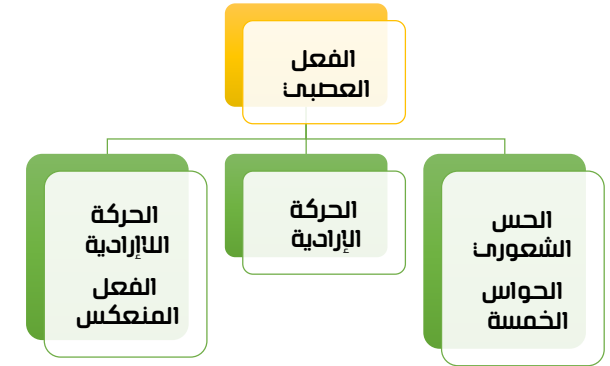 الفعل
العصبي
الحس
الشعوري
الحواس
الخمسة
الحركة
الإرادية
الحركة
اللاإرادية
الفعل
المنعكس